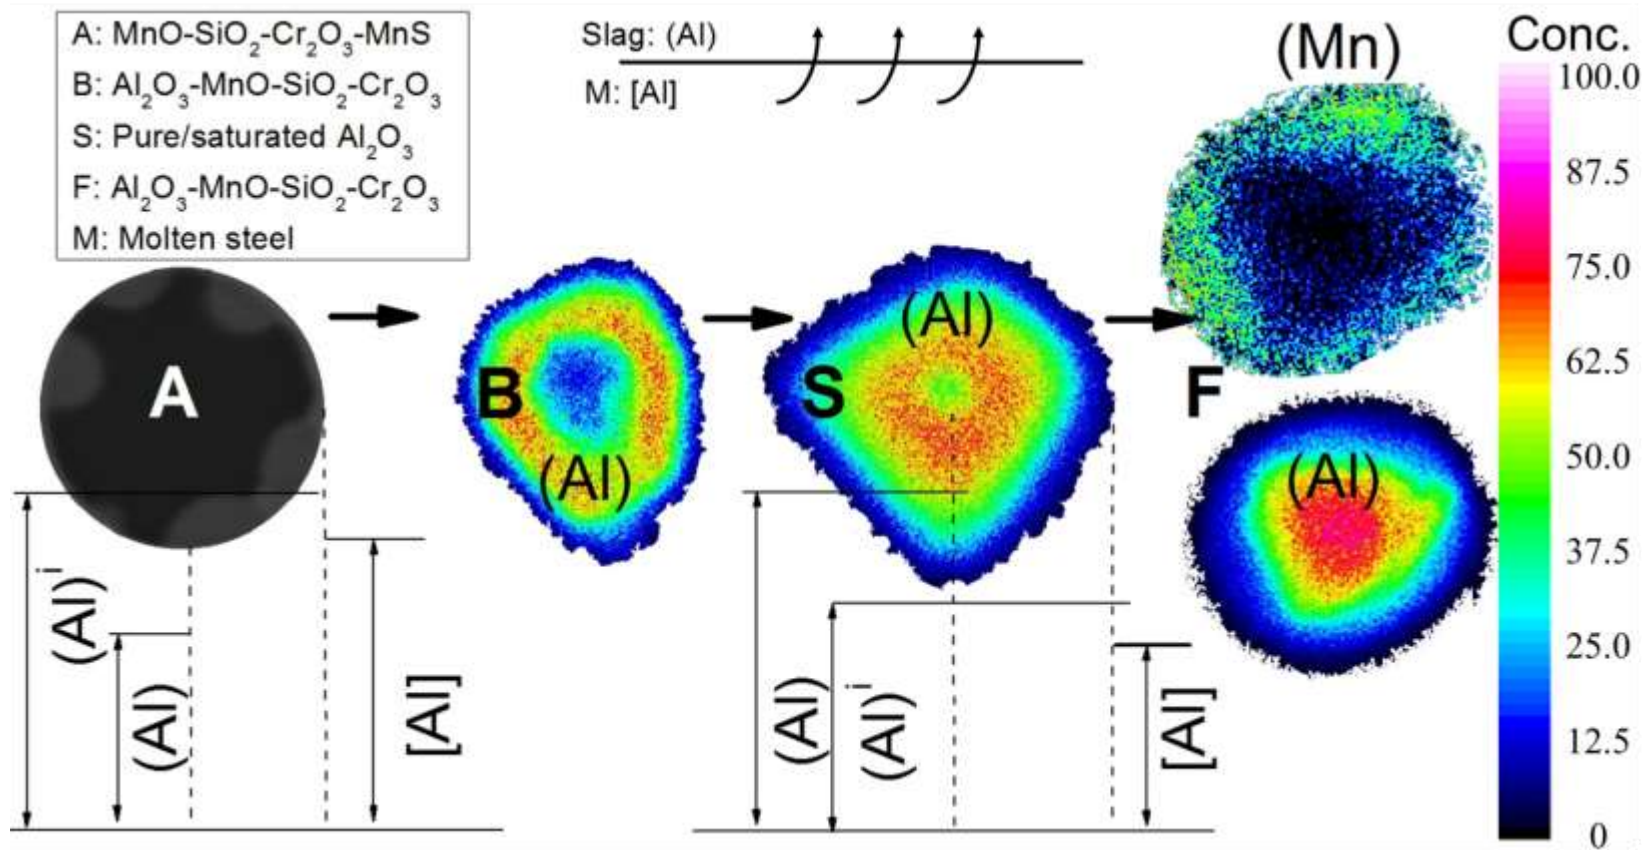 A: MnO-SiO₂-Cr₂O₃-MnS
B: Al₂O₃-MnO-SiO₂-Cr₂O₃
S: Pure/saturated Al₂O₃
F: Al₂O₃-MnO-SiO₂-Cr₂O₃
M: Molten steel
Slag: (Al)
M: [Al]
(Mn)
Conc.
100.0
87.5
75.0
62.5
50.0
37.5
25.0
12.5
0
A
B
(Al)
S
(Al)
F
(Al)
(Al)ⁱ
(Al)
[Al]
(Al)
(Al)ⁱ
[Al]